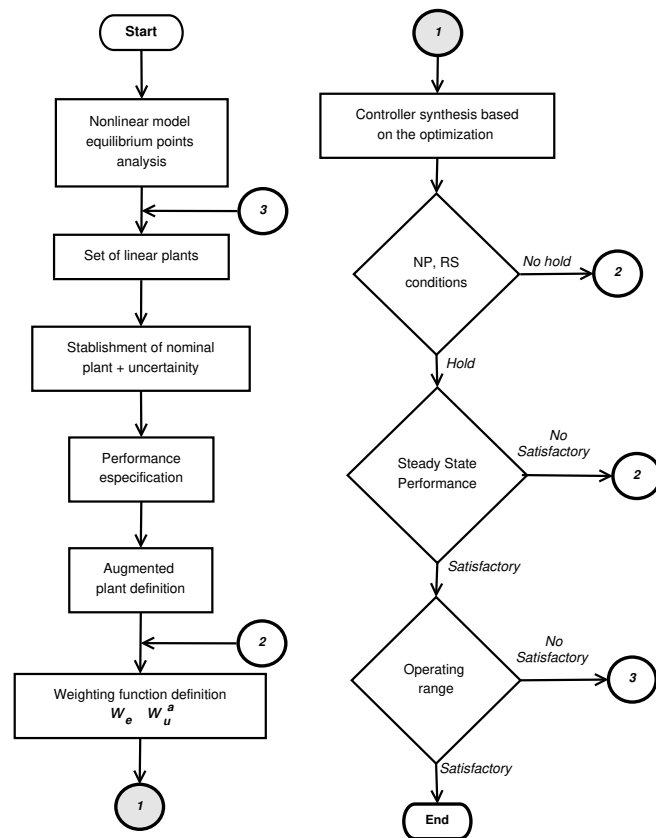 Start
Nonlinear model
equilibrium points
analysis
3
Set of linear plants
Stablishment of nominal
plant + uncertainity
Performance
especification
Augmented
plant definition
2
Weighting function definition
W_e W_u^a
1
1
Controller synthesis based
on the optimization
NP, RS
conditions
No hold
2
Hold
Steady State
Performance
No
Satisfactory
2
Satisfactory
Operating
range
No
Satisfactory
3
Satisfactory
End